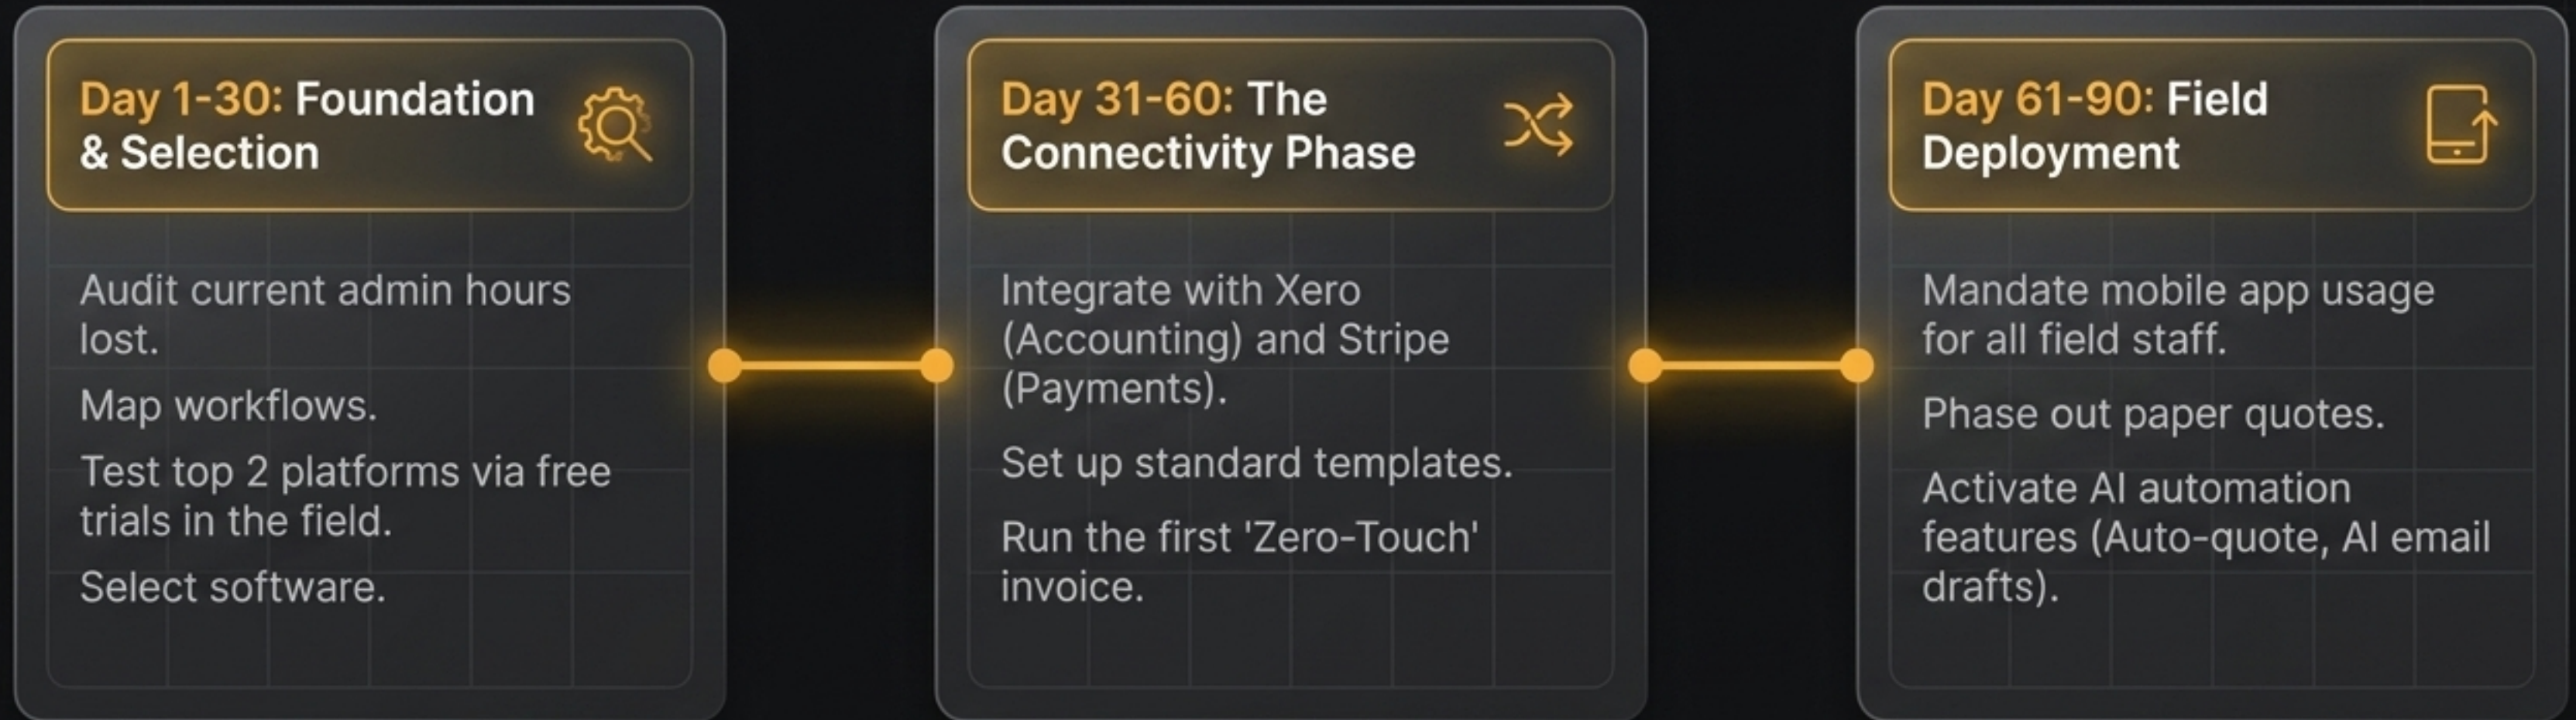 Day 1-30: Foundation
& Selection
Audit current admin hours
lost.
Map workflows.
Test top 2 platforms via free
trials in the field.
Select software.
Day 31-60: The
Connectivity Phase
Integrate with Xero
(Accounting) and Stripe
(Payments).
Set up standard templates.
Run the first 'Zero-Touch'
invoice.
Day 61-90: Field
Deployment
Mandate mobile app usage
for all field staff.
Phase out paper quotes.
Activate AI automation
features (Auto-quote, AI email
drafts).